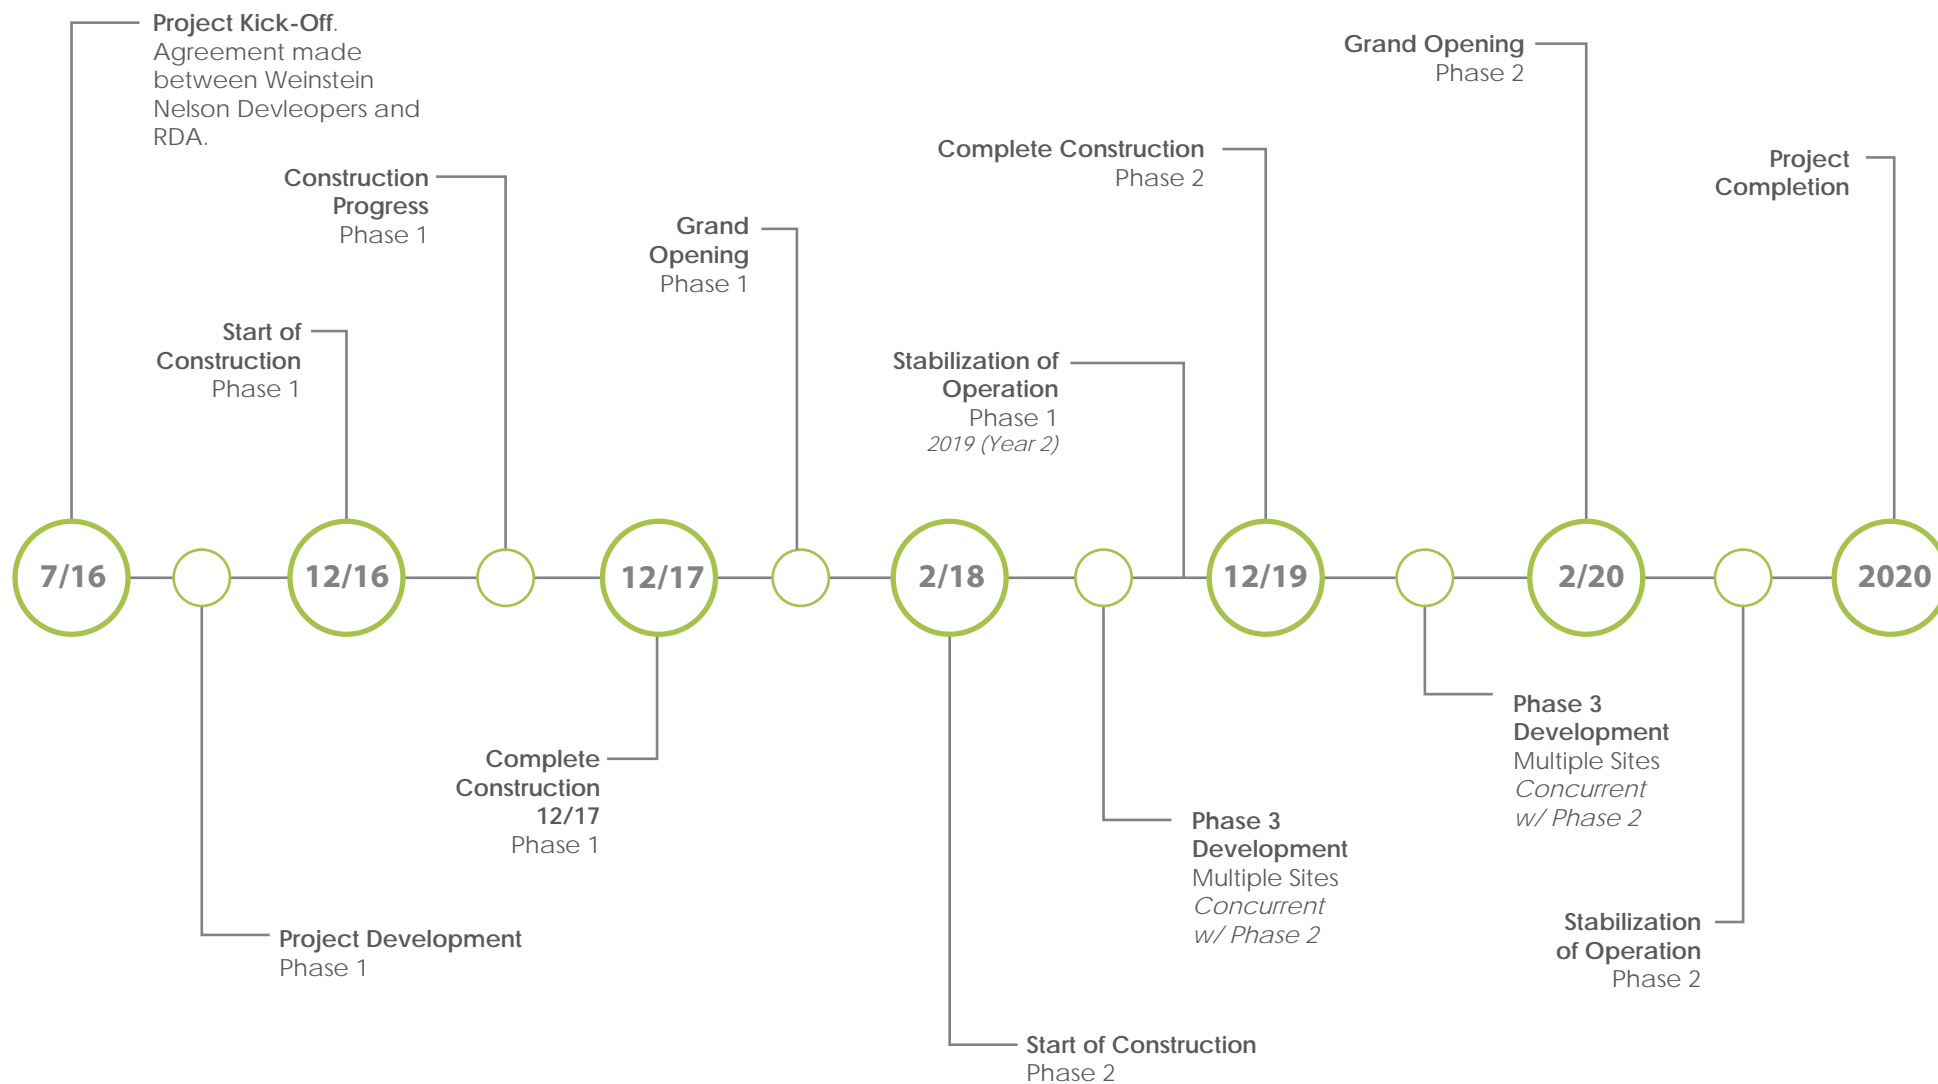 Project Kick-Off.
Agreement made
between Weinstein
Nelson Devleopers and
RDA.
Grand Opening
Phase 2
Complete Construction
Phase 2
Project
Completion
Construction
Progress
Phase 1
Grand
Opening
Phase 1
Start of
Construction
Phase 1
Stabilization of
Operation
Phase 1
2019 (Year 2)
7/16
12/16
12/17
2/18
12/19
2/20
2020
Complete
Construction
12/17
Phase 1
Phase 3
Development
Multiple Sites
Concurrent
w/ Phase 2
Phase 3
Development
Multiple Sites
Concurrent
w/ Phase 2
Project Development
Phase 1
Stabilization
of Operation
Phase 2
Start of Construction
Phase 2